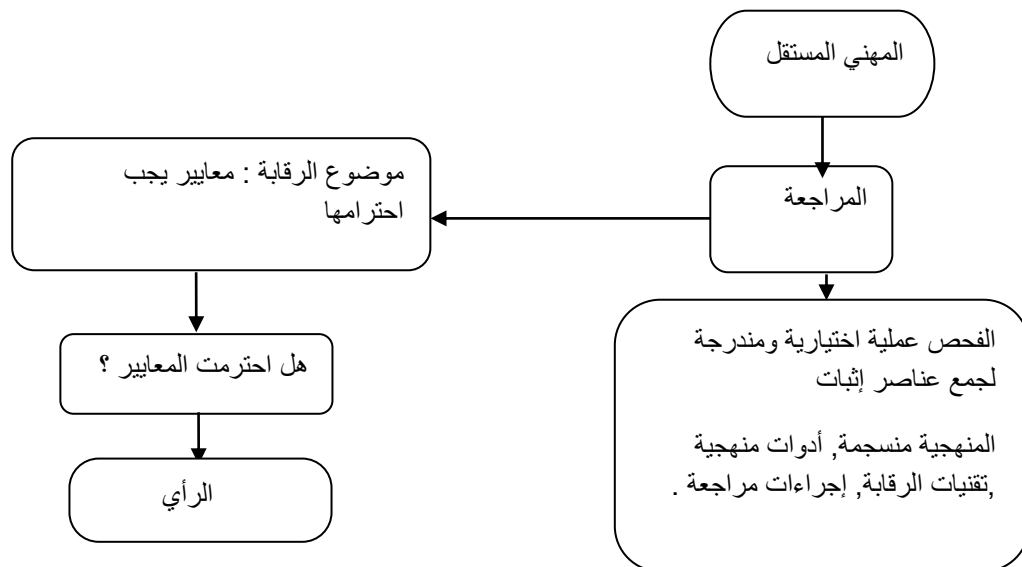 المهني المستقل
المراجعة
موضوع الرقابة : معايير يجب
احترامها
هل احترمت المعايير ؟
الرأي
الفحص عملية اختيارية ومندرجة
لجمع عناصر إثبات
المنهجية منسجمة, أدوات منهجية
,تقنيات الرقابة, إجراءات مراجعة .